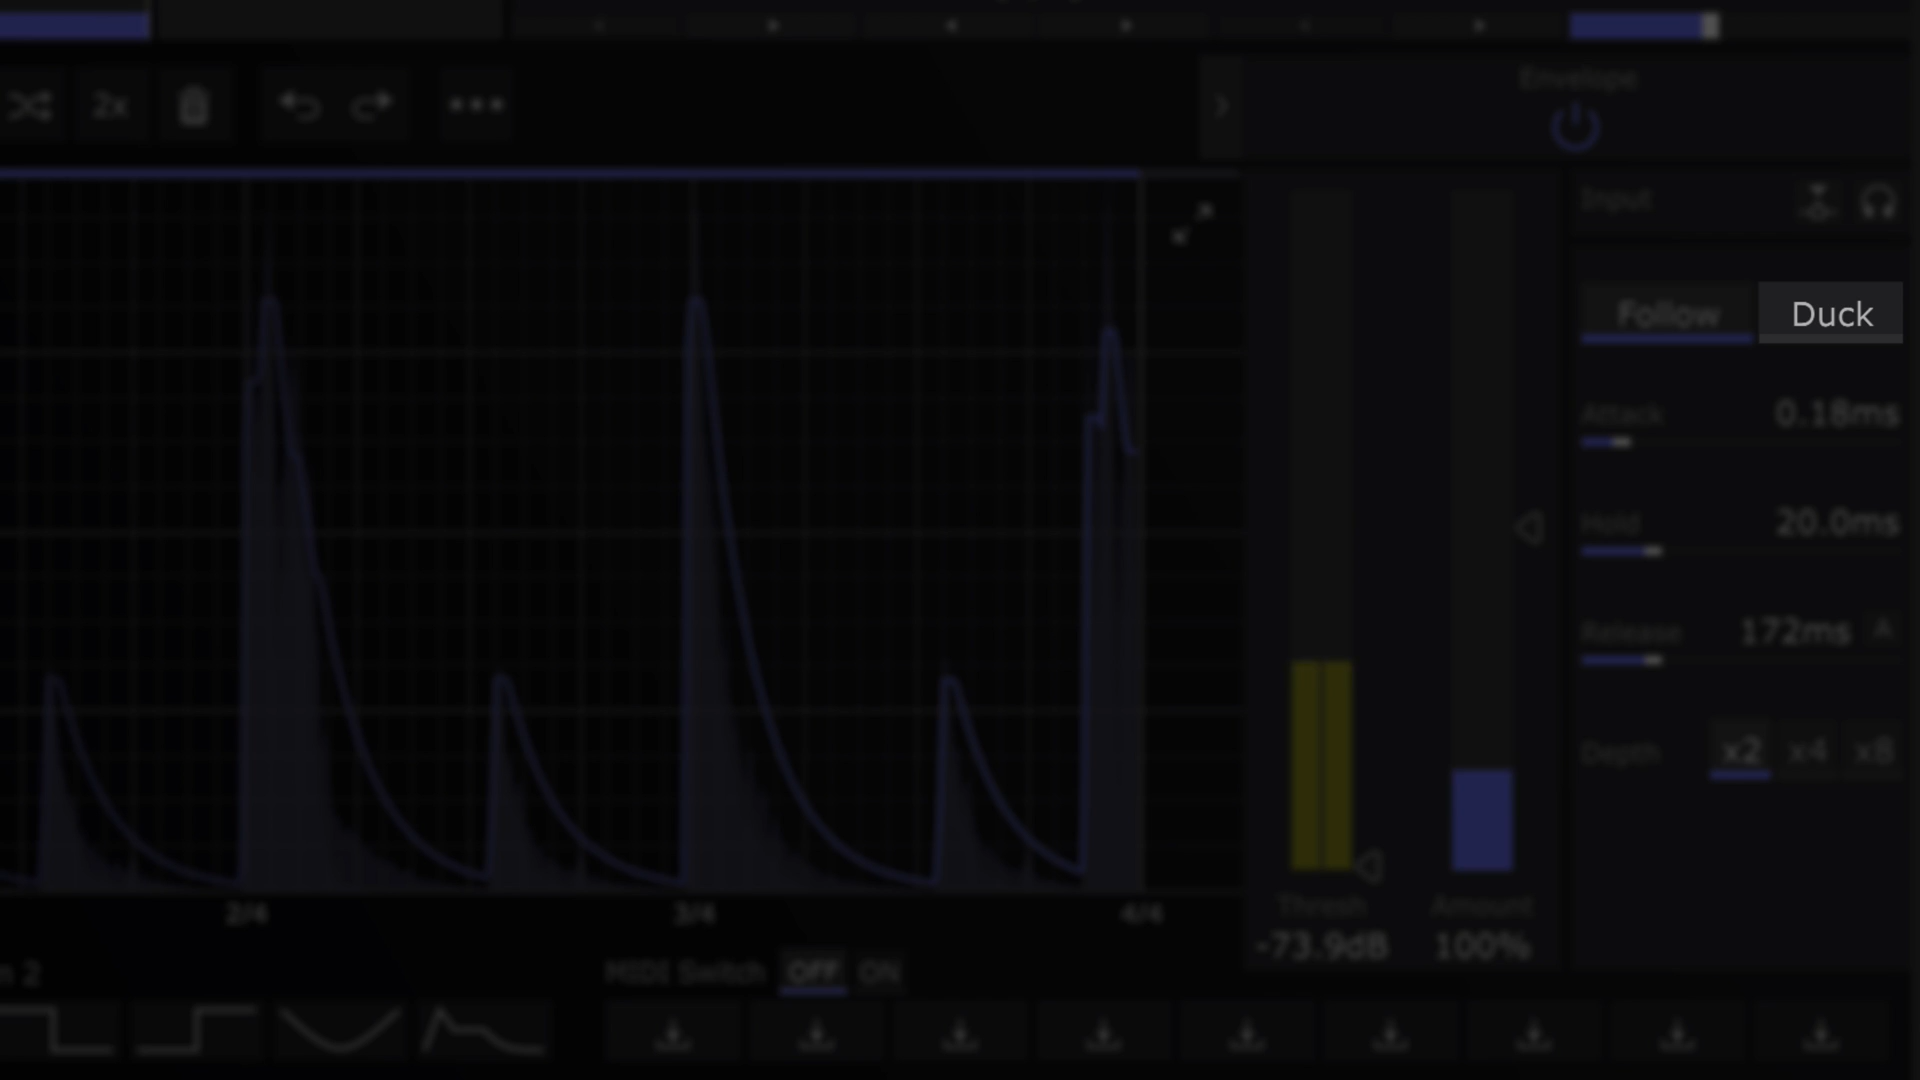 2x
Envelope
Input
Follow Duck
Attack 0.18ms
Hold 20.0ms
Release 172ms A
Depth x2 x4 x8
2/4 3/4 4/4
Thresh Amount
-73.9dB 100%
2
MIDI Switch OFF ON